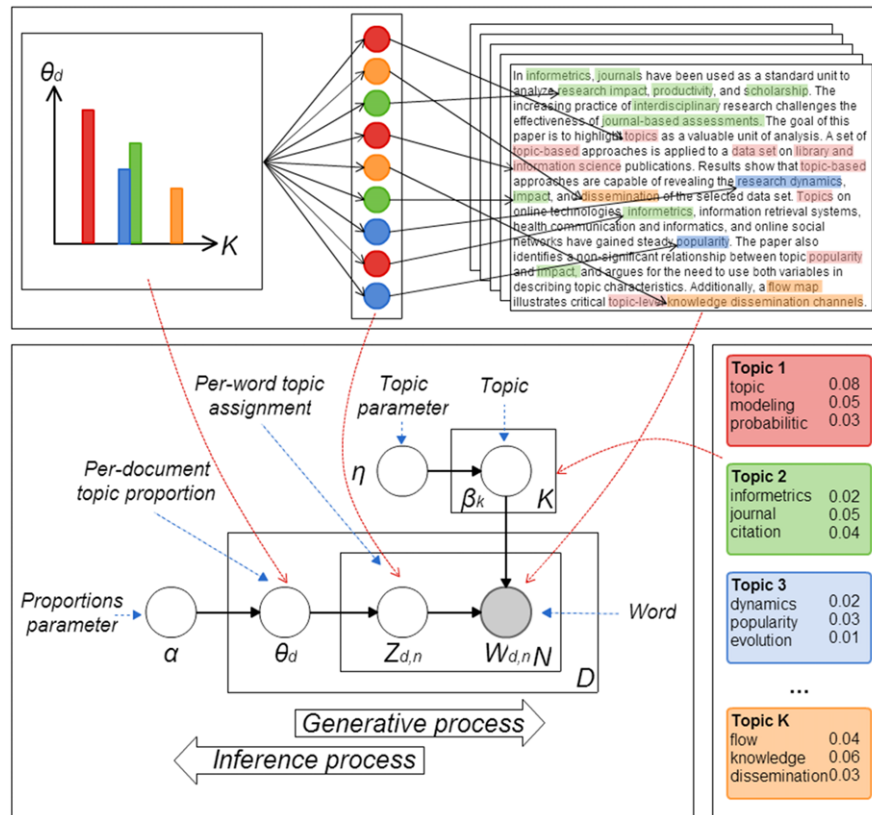 θd
K
In informetrics, journals have been used as a standard unit to
analyze research impact, productivity, and scholarship. The
increasing practice of interdisciplinary research challenges the
effectiveness of journal-based assessments. The goal of this
paper is to highlight topics as a valuable unit of analysis. A set of
topic-based approaches is applied to a data set on library and
information science publications. Results show that topic-based
approaches are capable of revealing the research dynamics,
impact, and dissemination of the selected data set. Topics on
online technologies, informetrics, information retrieval systems,
health communication and informatics, and online social
networks have gained steady popularity. The paper also
identifies a non-significant relationship between topic popularity
and impact, and argues for the need to use both variables in
describing topic characteristics. Additionally, a flow map
illustrates critical topic-level knowledge dissemination channels.
Per-word topic
assignment
Topic
parameter
Topic
Per-document
topic proportion
η
βk
K
Proportions
parameter
Word
α
θd
Zd,n
Wd,n
N
D
Generative process
Inference process
Topic 1
topic 0.08
modeling 0.05
probabilitic 0.03
Topic 2
informetrics 0.02
journal 0.05
citation 0.04
Topic 3
dynamics 0.02
popularity 0.03
evolution 0.01
...
Topic K
flow 0.04
knowledge 0.06
dissemination 0.03